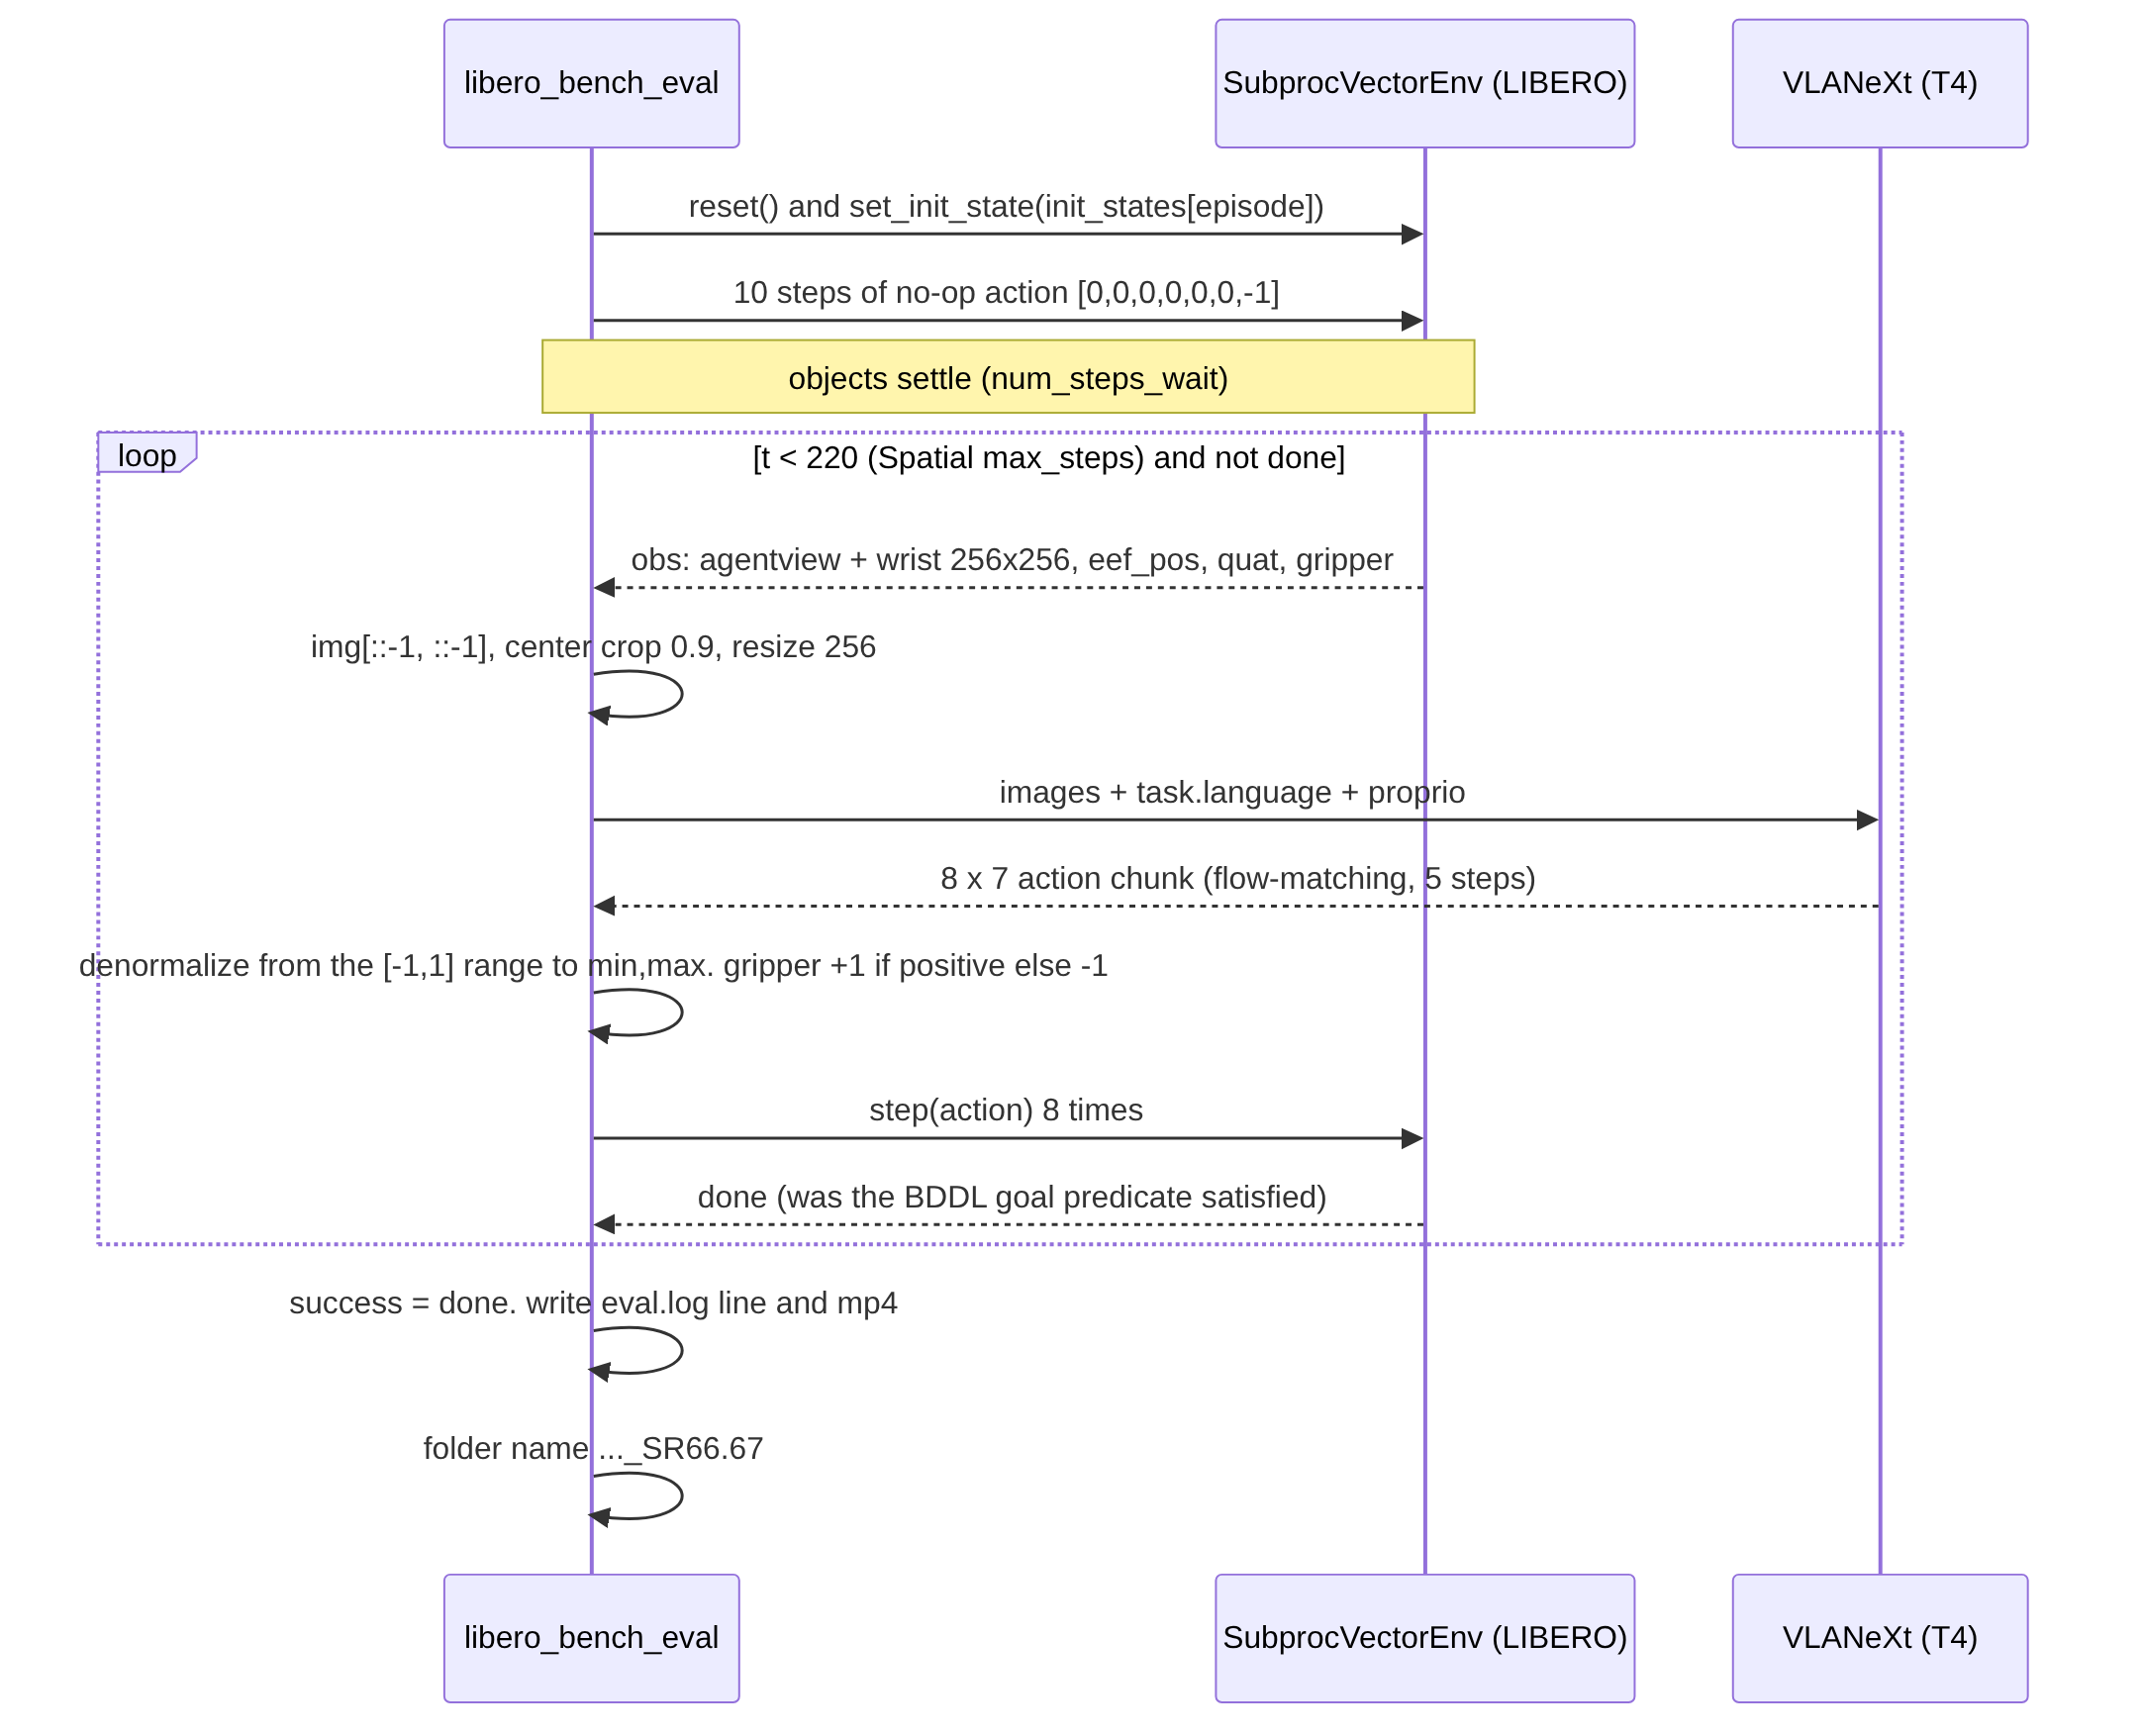 libero_bench_eval
SubprocVectorEnv (LIBERO)
VLANeXt (T4)
reset() and set_init_state(init_states[episode])
10 steps of no-op action [0,0,0,0,0,0,-1]
objects settle (num_steps_wait)
loop
[t < 220 (Spatial max_steps) and not done]
obs: agentview + wrist 256x256, eef_pos, quat, gripper
img[::-1, ::-1], center crop 0.9, resize 256
images + task.language + proprio
8 x 7 action chunk (flow-matching, 5 steps)
denormalize from the [-1,1] range to min,max. gripper +1 if positive else -1
step(action) 8 times
done (was the BDDL goal predicate satisfied)
success = done. write eval.log line and mp4
folder name ..._SR66.67
libero_bench_eval
SubprocVectorEnv (LIBERO)
VLANeXt (T4)